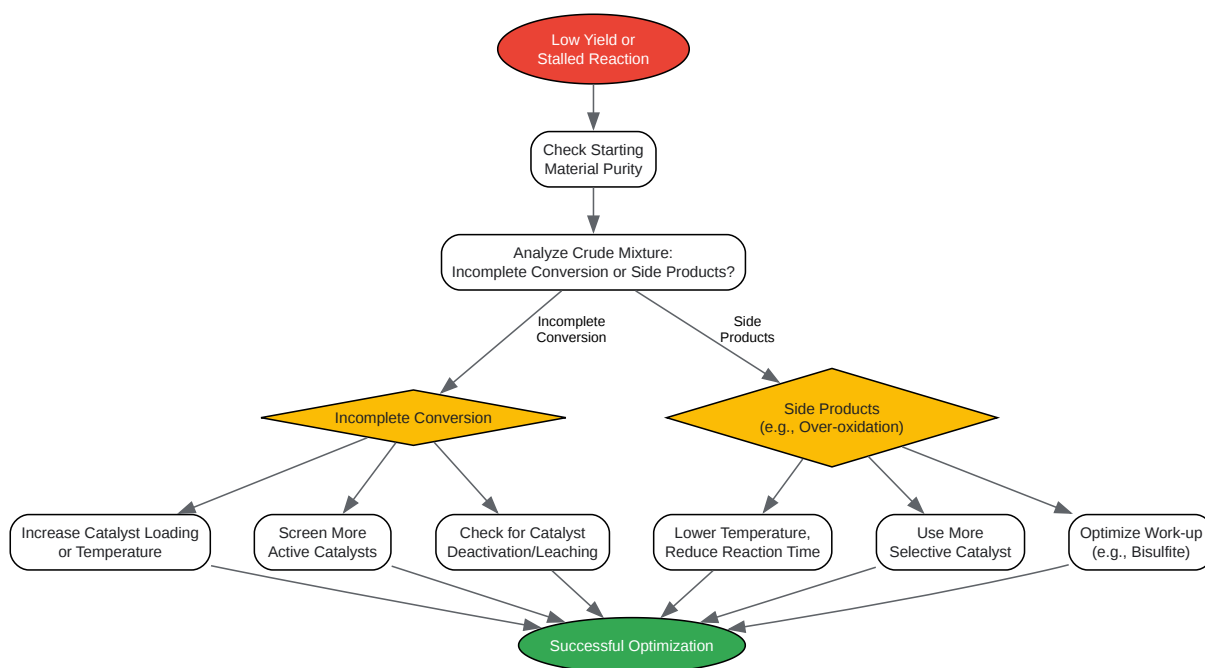 Low Yield or
Stalled Reaction
Check Starting
Material Purity
Analyze Crude Mixture:
Incomplete Conversion or Side Products?
Incomplete
Conversion
Side
Products
Incomplete Conversion
Side Products
(e.g., Over-oxidation)
Increase Catalyst Loading
or Temperature
Screen More
Active Catalysts
Check for Catalyst
Deactivation/Leaching
Lower Temperature,
Reduce Reaction Time
Use More
Selective Catalyst
Optimize Work-up
(e.g., Bisulfite)
Successful Optimization